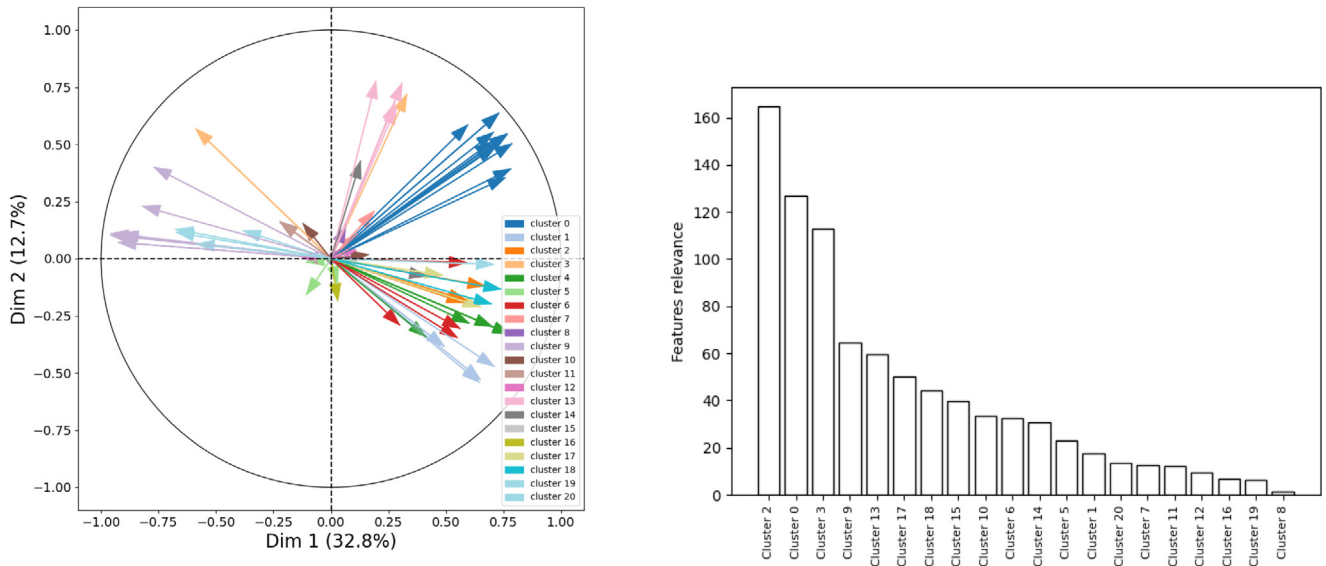 1.00
0.75
0.50
0.25
0.00
−0.25
−0.50
−0.75
−1.00
Dim 2 (12.7%)
−1.00 −0.75 −0.50 −0.25 0.00 0.25 0.50 0.75 1.00
Dim 1 (32.8%)
cluster 0
cluster 1
cluster 2
cluster 3
cluster 4
cluster 5
cluster 6
cluster 7
cluster 8
cluster 9
cluster 10
cluster 11
cluster 12
cluster 13
cluster 14
cluster 15
cluster 16
cluster 17
cluster 18
cluster 19
cluster 20
160
140
120
100
80
60
40
20
0
Features relevance
Cluster 2
Cluster 0
Cluster 3
Cluster 9
Cluster 13
Cluster 17
Cluster 18
Cluster 15
Cluster 10
Cluster 6
Cluster 14
Cluster 5
Cluster 1
Cluster 20
Cluster 7
Cluster 11
Cluster 12
Cluster 16
Cluster 19
Cluster 8